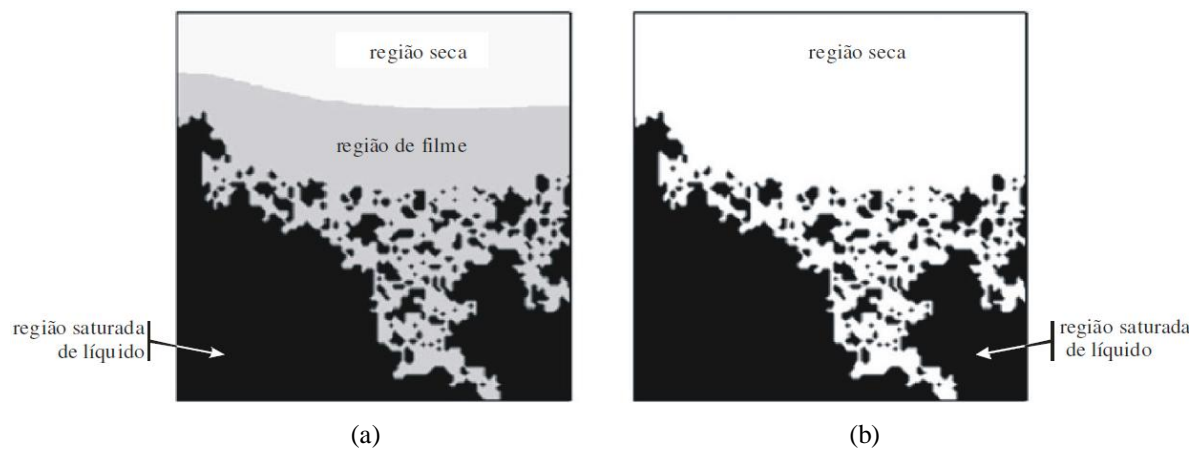 região seca
região de filme
região saturada
de líquido
(a)
região seca
região saturada
de líquido
(b)